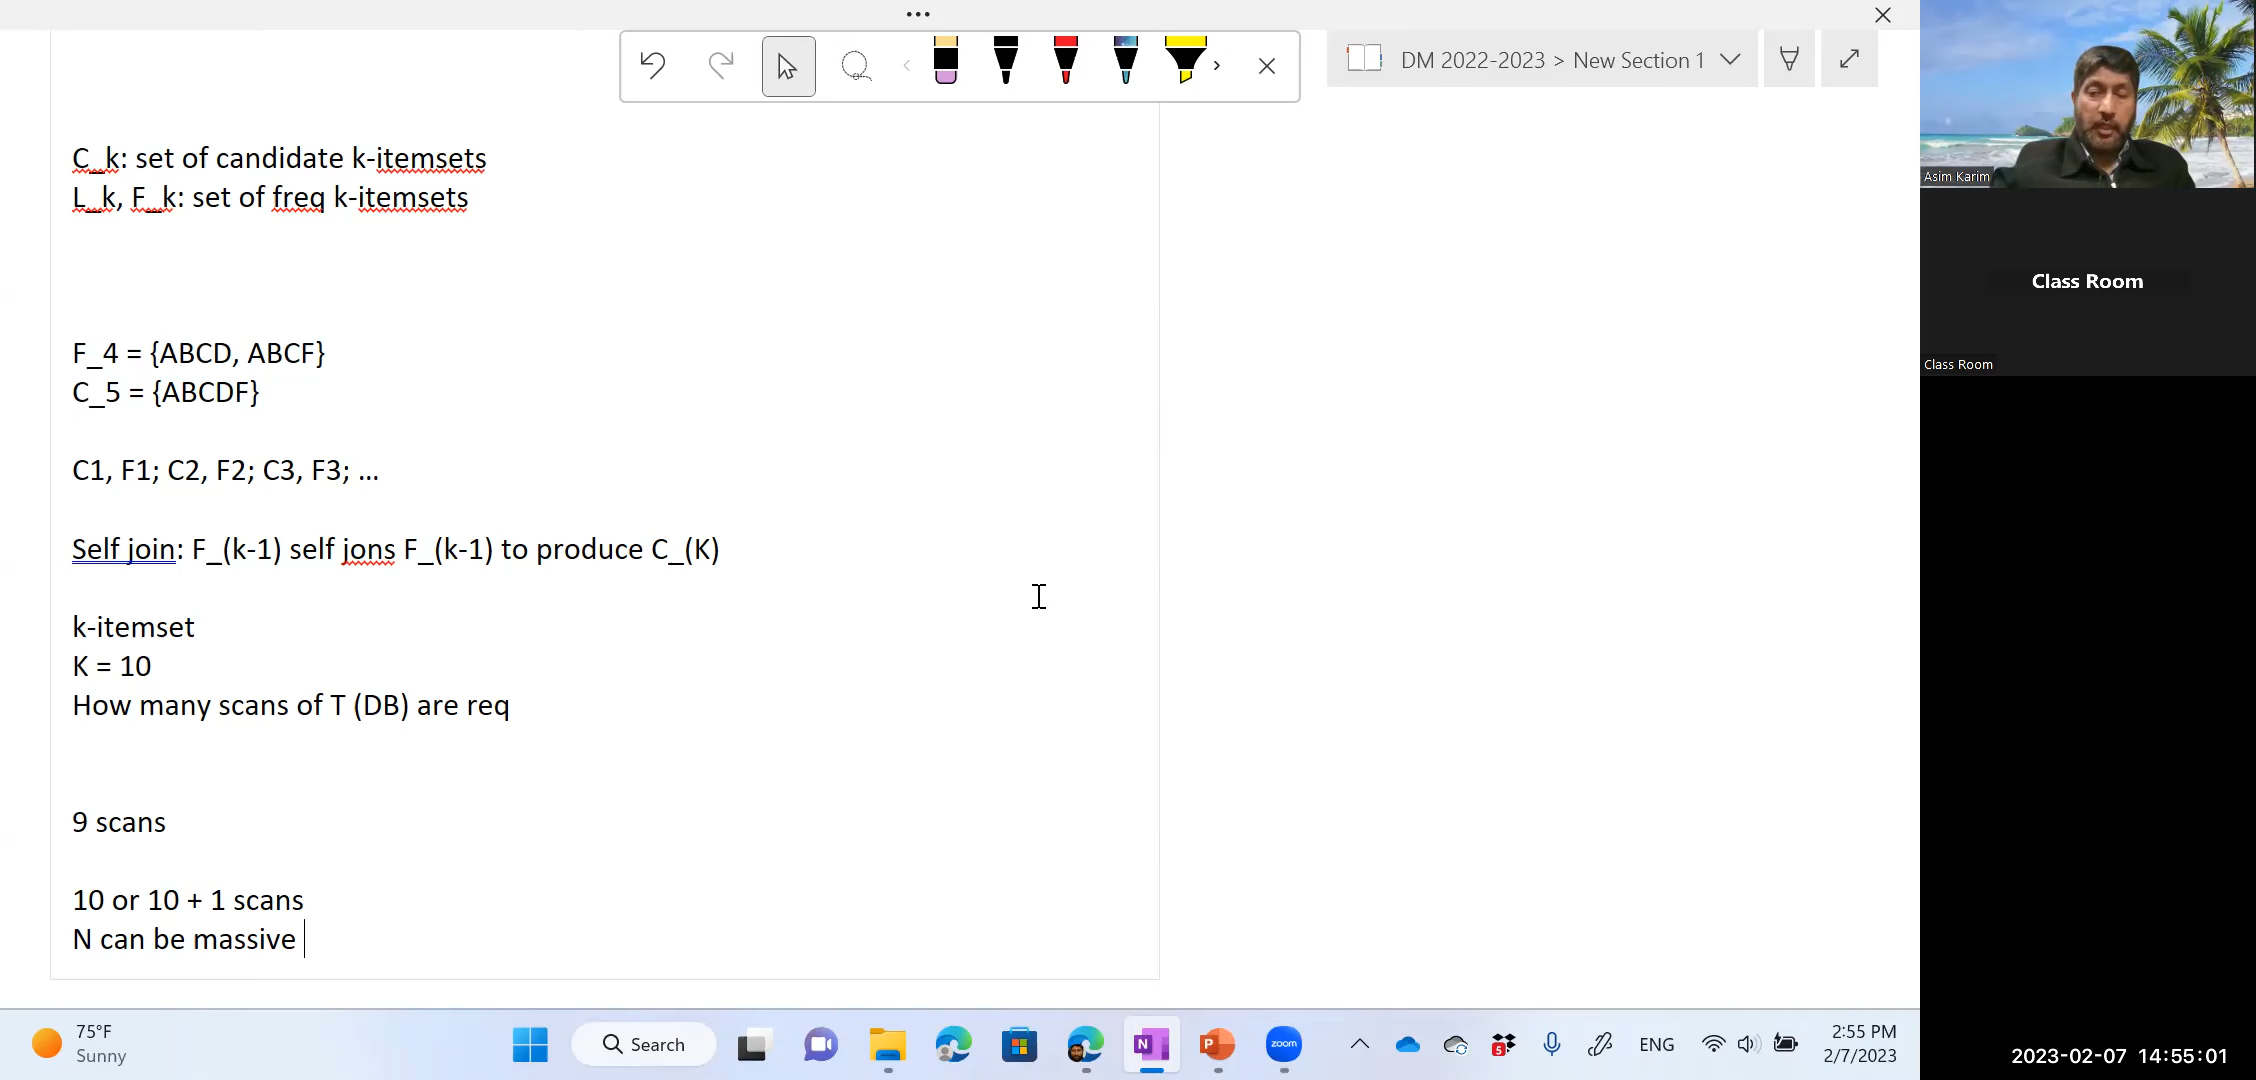 DM 2022-2023 > New Section 1
C_k: set of candidate k-itemsets
L_k, F_k: set of freq k-itemsets
F_4 = {ABCD, ABCF}
C_5 = {ABCDF}
C1, F1; C2, F2; C3, F3; ...
Self join: F_(k-1) self jons F_(k-1) to produce C_(K)
k-itemset
K = 10
How many scans of T (DB) are req
9 scans
10 or 10 + 1 scans
N can be massive
Asim Karim
Class Room
Class Room
75°F
Sunny
Search
N
P
zoom
5
ENG
2:55 PM
2/7/2023
2023-02-07 14:55:01